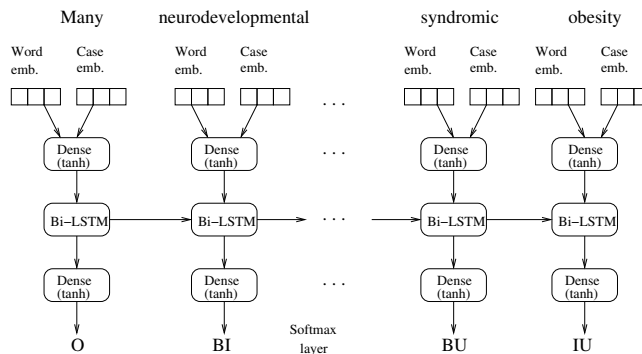 Many neurodevelopmental syndromic obesity
Word Case Word Case Word Case Word Case
emb. emb. emb. emb. emb. emb. emb. emb.
. . .
Dense Dense Dense Dense
(tanh) (tanh) . . . (tanh) (tanh)
Bi−LSTM Bi−LSTM . . . Bi−LSTM Bi−LSTM
Dense Dense Dense Dense
(tanh) (tanh) . . . (tanh) (tanh)
Softmax
O BI layer BU IU